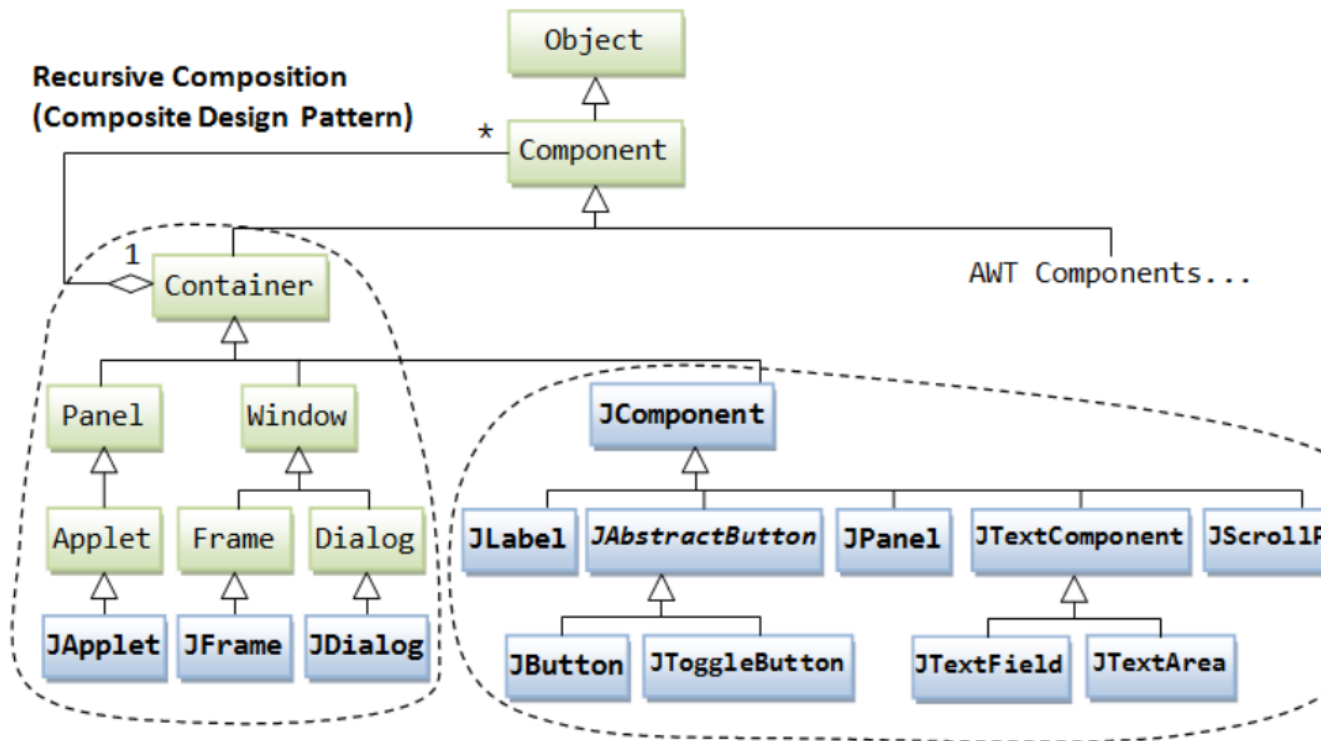 Object
Recursive Composition
(Composite Design Pattern)
*
Component
1
Container
AWT Components...
Panel
Window
JComponent
Applet
Frame
Dialog
JLabel
JAbstractButton
JPanel
JTextComponent
JScrollP
JApplet
JFrame
JDialog
JButton
JToggleButton
JTextField
JTextArea